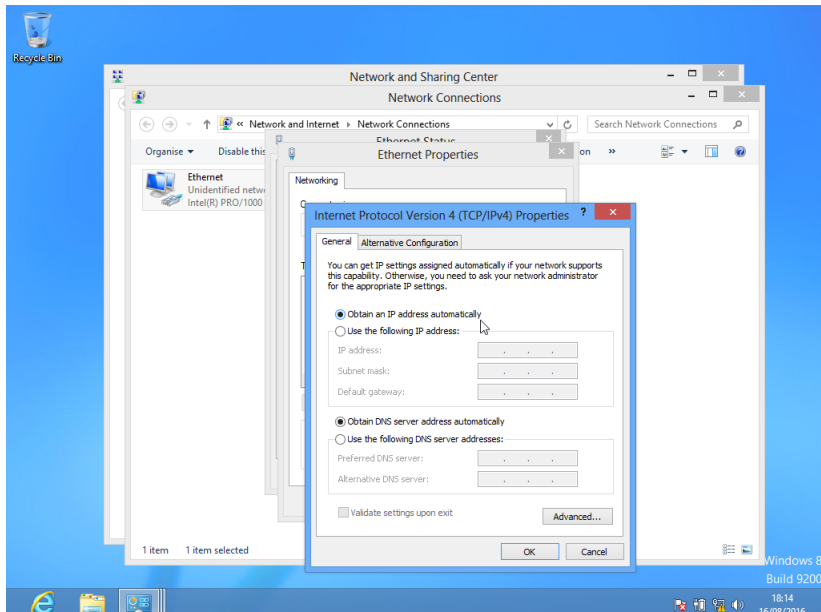 Recycle Bin
Network and Sharing Center
Network Connections
« Network and Internet Network Connections
Search Network Connections
Organise Disable this on »
Ethernet Status
Ethernet Properties
Ethernet
Unidentified netwo
Intel(R) PRO/1000
Networking
Internet Protocol Version 4 (TCP/IPv4) Properties ?
General Alternative Configuration
You can get IP settings assigned automatically if your network supports
this capability. Otherwise, you need to ask your network administrator
for the appropriate IP settings.
Obtain an IP address automatically
Use the following IP address:
IP address:
Subnet mask:
Default gateway:
Obtain DNS server address automatically
Use the following DNS server addresses:
Preferred DNS server:
Alternative DNS server:
Validate settings upon exit
Advanced...
OK Cancel
1 item 1 item selected
Windows 8
Build 9200
18:14
16/08/2016